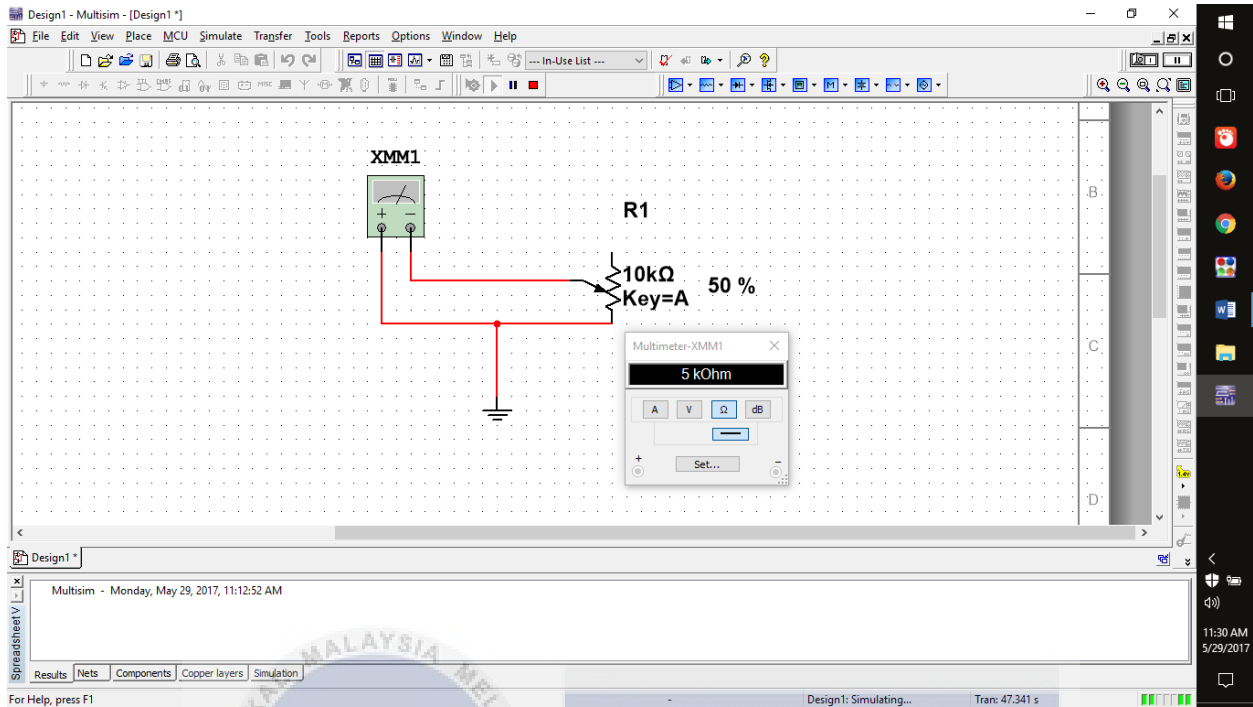 Design1 - Multisim - [Design1 *]
File Edit View Place MCU Simulate Transfer Tools Reports Options Window Help
--- In-Use List ---
XMM1
B
R1
10kΩ
50 %
Key=A
Multimeter-XMM1
C
5 kOhm
A V Ω dB
+ Set... -
D
Design1 *
Multisim - Monday, May 29, 2017, 11:12:52 AM
Spreadsheet V
Results Nets Components Copper layers Simulation
MALAYSIA
For Help, press F1
- Design1: Simulating... Tran: 47.341 s
11:30 AM
5/29/2017